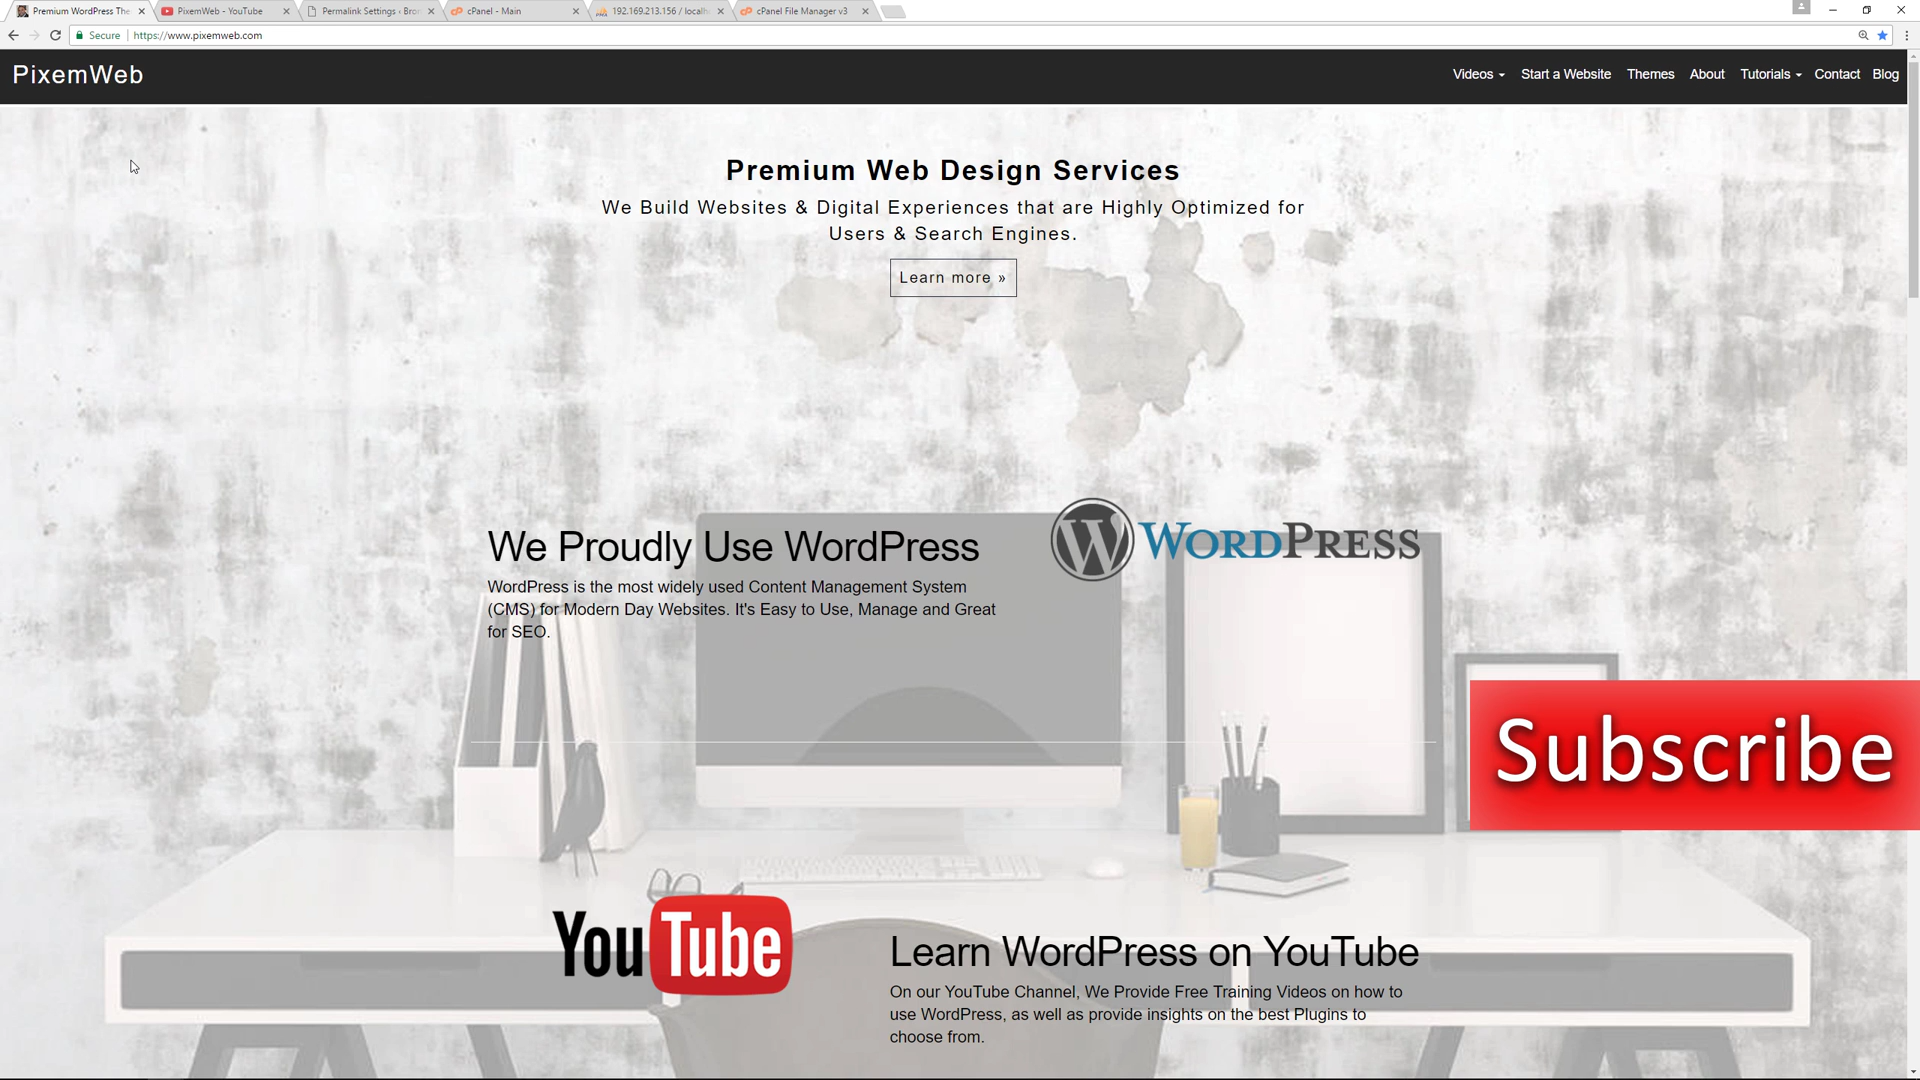 Premium WordPress The
PixemWeb - YouTube
Permalink Settings ‹ Bro
cPanel - Main
192.169.213.156 / localh
cPanel File Manager v3
Secure
https://www.pixemweb.com
PixemWeb
Videos
Start a Website
Themes
About
Tutorials
Contact
Blog
Premium Web Design Services
We Build Websites & Digital Experiences that are Highly Optimized for
Users & Search Engines.
Learn more »
We Proudly Use WordPress
WordPress is the most widely used Content Management System
(CMS) for Modern Day Websites. It's Easy to Use, Manage and Great
for SEO.
WORDPRESS
Subscribe
YouTube
Learn WordPress on YouTube
On our YouTube Channel, We Provide Free Training Videos on how to
use WordPress, as well as provide insights on the best Plugins to
choose from.